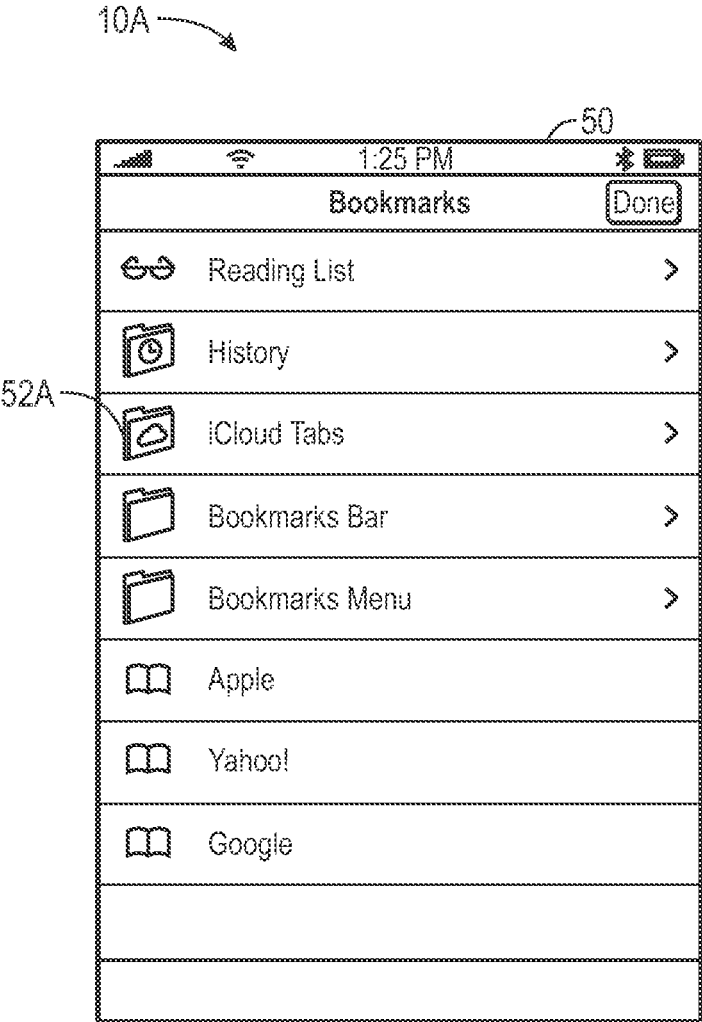 10A
50
1:25 PM
Bookmarks Done
Reading List
History
52A
iCloud Tabs
Bookmarks Bar
Bookmarks Menu
Apple
Yahoo!
Google